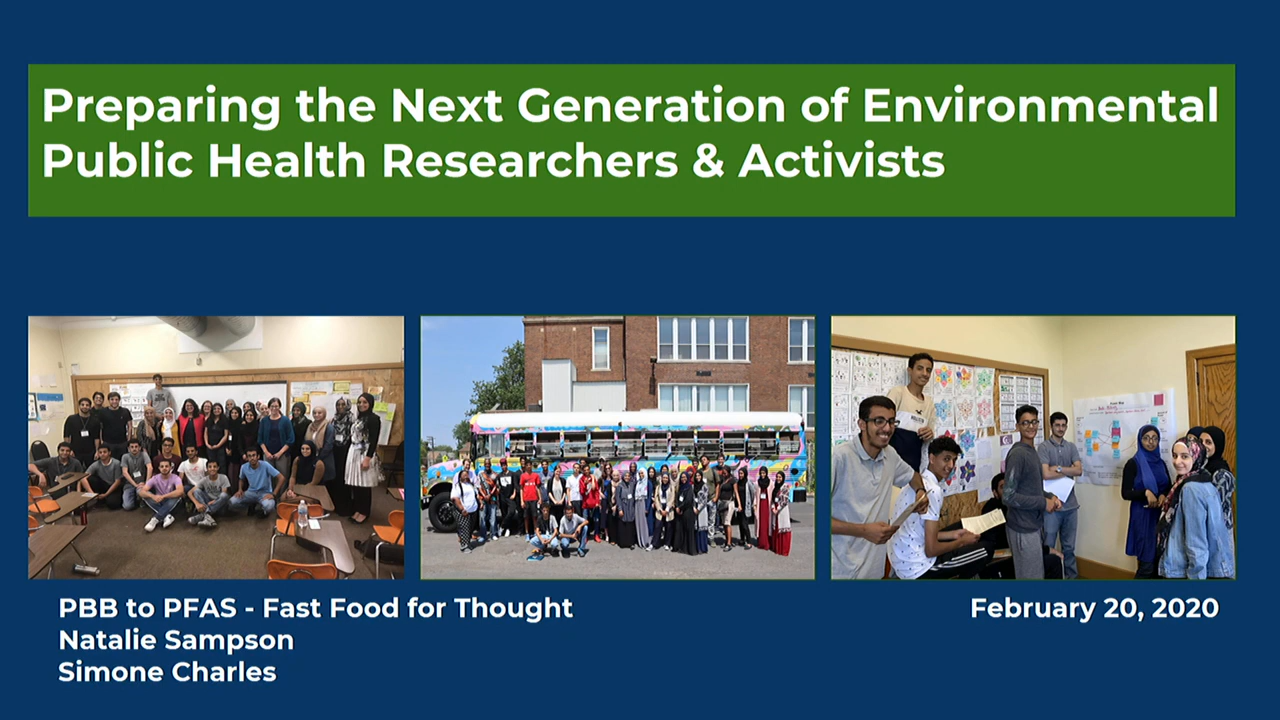 Preparing the Next Generation of Environmental
Public Health Researchers & Activists
PBB to PFAS - Fast Food for Thought
Natalie Sampson
Simone Charles
February 20, 2020